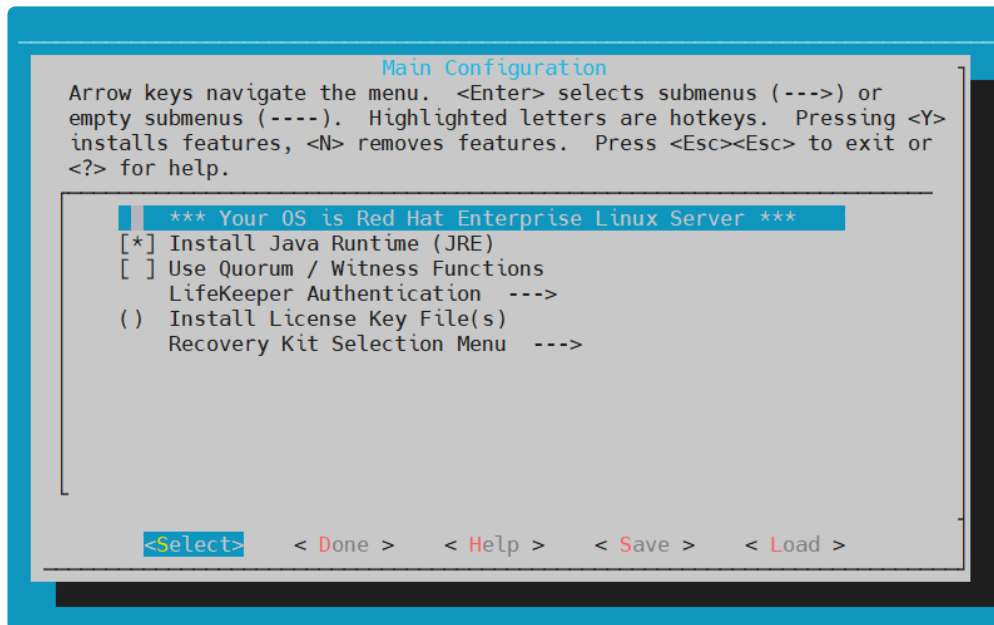 Main Configuration
Arrow keys navigate the menu.  <Enter> selects submenus (--->) or
empty submenus (----).  Highlighted letters are hotkeys.  Pressing <Y>
installs features, <N> removes features.  Press <Esc><Esc> to exit or
<?> for help.
*** Your OS is Red Hat Enterprise Linux Server ***
[*] Install Java Runtime (JRE)
[ ] Use Quorum / Witness Functions
LifeKeeper Authentication  --->
()  Install License Key File(s)
Recovery Kit Selection Menu  --->
<Select>    < Done >    < Help >    < Save >    < Load >